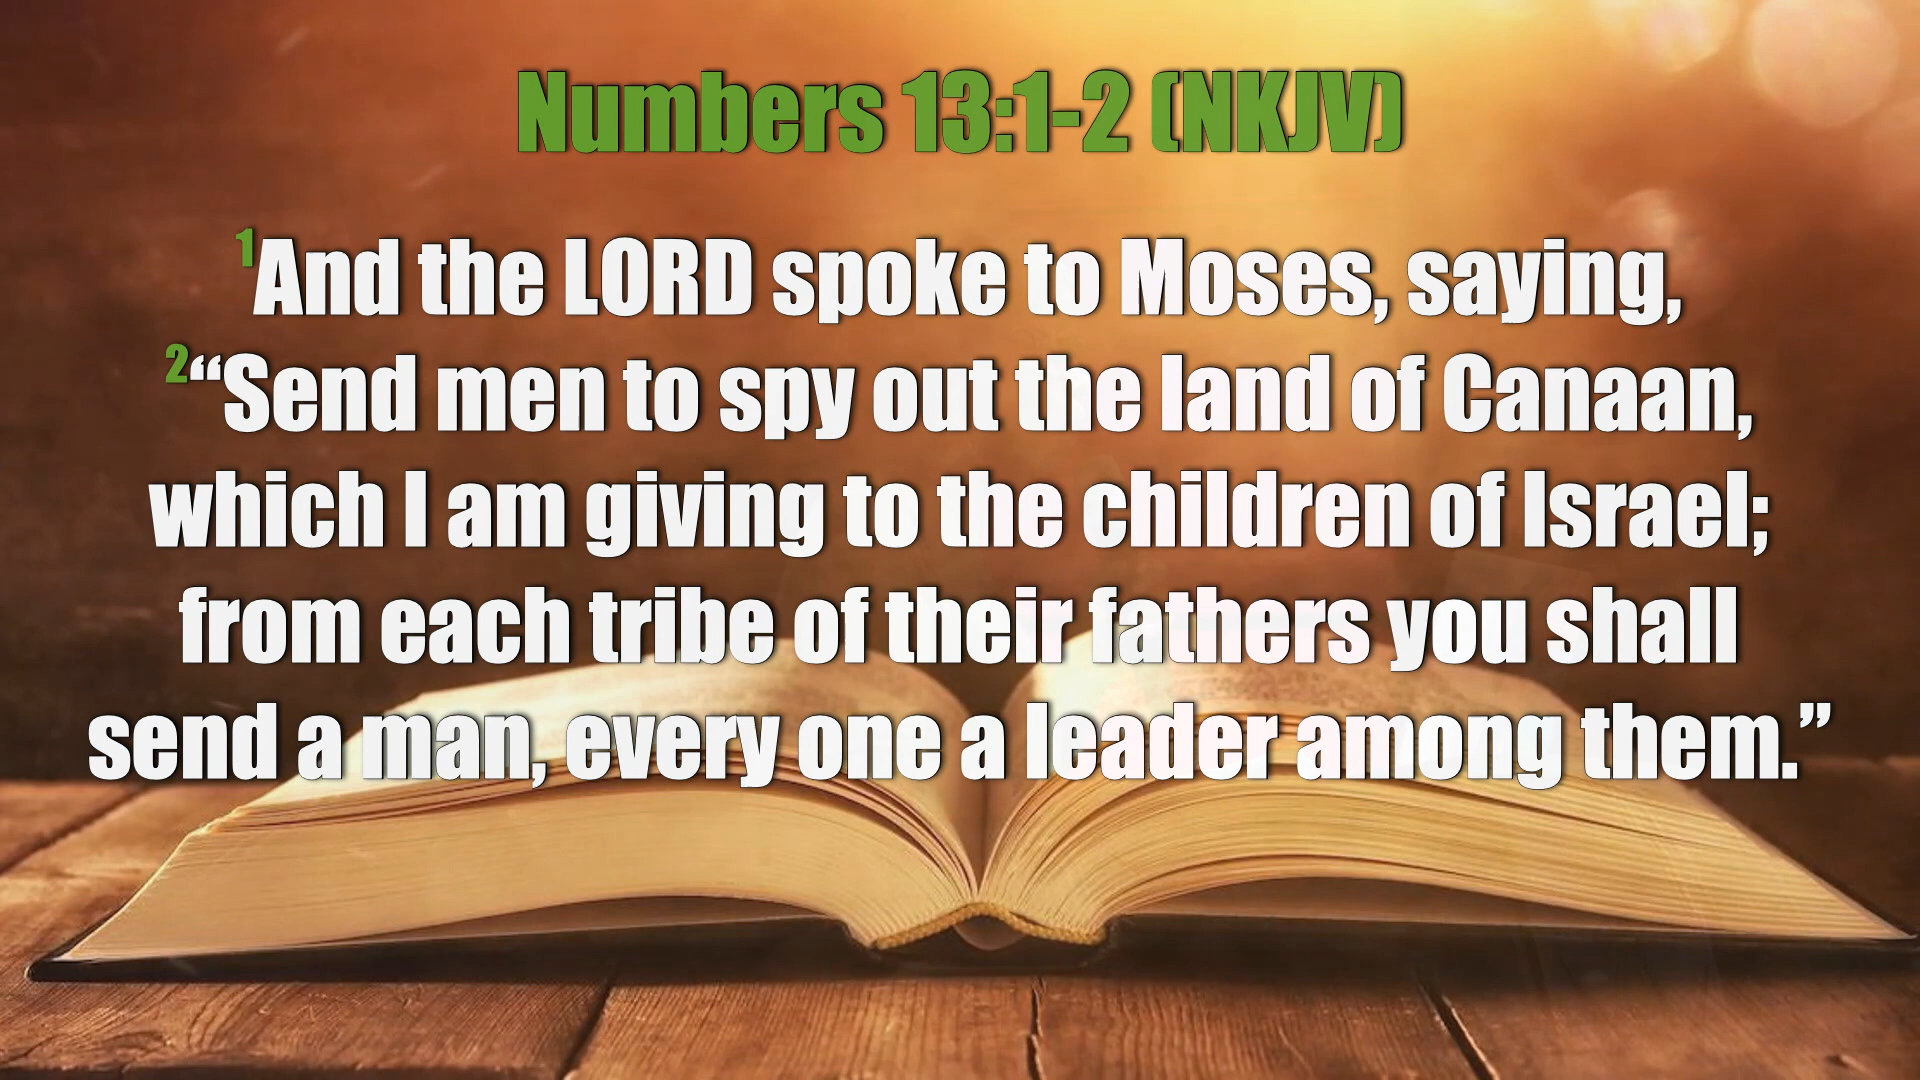 Numbers 13:1-2 (NKJV)
1And the LORD spoke to Moses, saying,
2“Send men to spy out the land of Canaan,
which I am giving to the children of Israel;
from each tribe of their fathers you shall
send a man, every one a leader among them.”